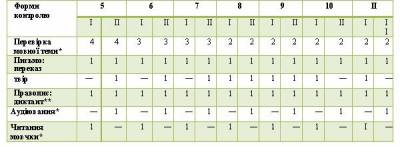 Форми контролю 5 6 7 8 9 10 II
I II I II I II I II I II I II I I I
Перевірка мовної теми* 4 4 3 3 3 3 2 2 2 2 2 2 2 2
Письмо: переказ 1 1 1 1 1 1 1 1 1 1 1 1 1 1
твір — 1 — 1 — 1 1 1 1 1 1 — 1 —
Правопис: диктант** 1 1 1 1 1 1 1 1 1 1 1 1 1 1
Аудіювання* — 1 — 1 — 1 — 1 — 1 — 1 — 1
Читання мовчки* 1 — 1 — 1 — 1 — 1 — 1 — I —